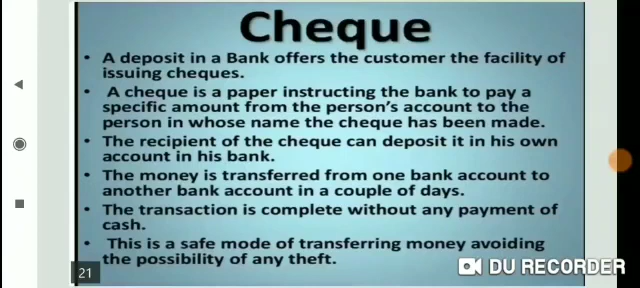 Cheque
• A deposit in a Bank offers the customer the facility of
issuing cheques.
• A cheque is a paper instructing the bank to pay a
specific amount from the person's account to the
person in whose name the cheque has been made.
• The recipient of the cheque can deposit it in his own
account in his bank.
• The money is transferred from one bank account to
another bank account in a couple of days.
• The transaction is complete without any payment of
cash.
• This is a safe mode of transferring money avoiding
the possibility of any theft.
21
DU RECORDER